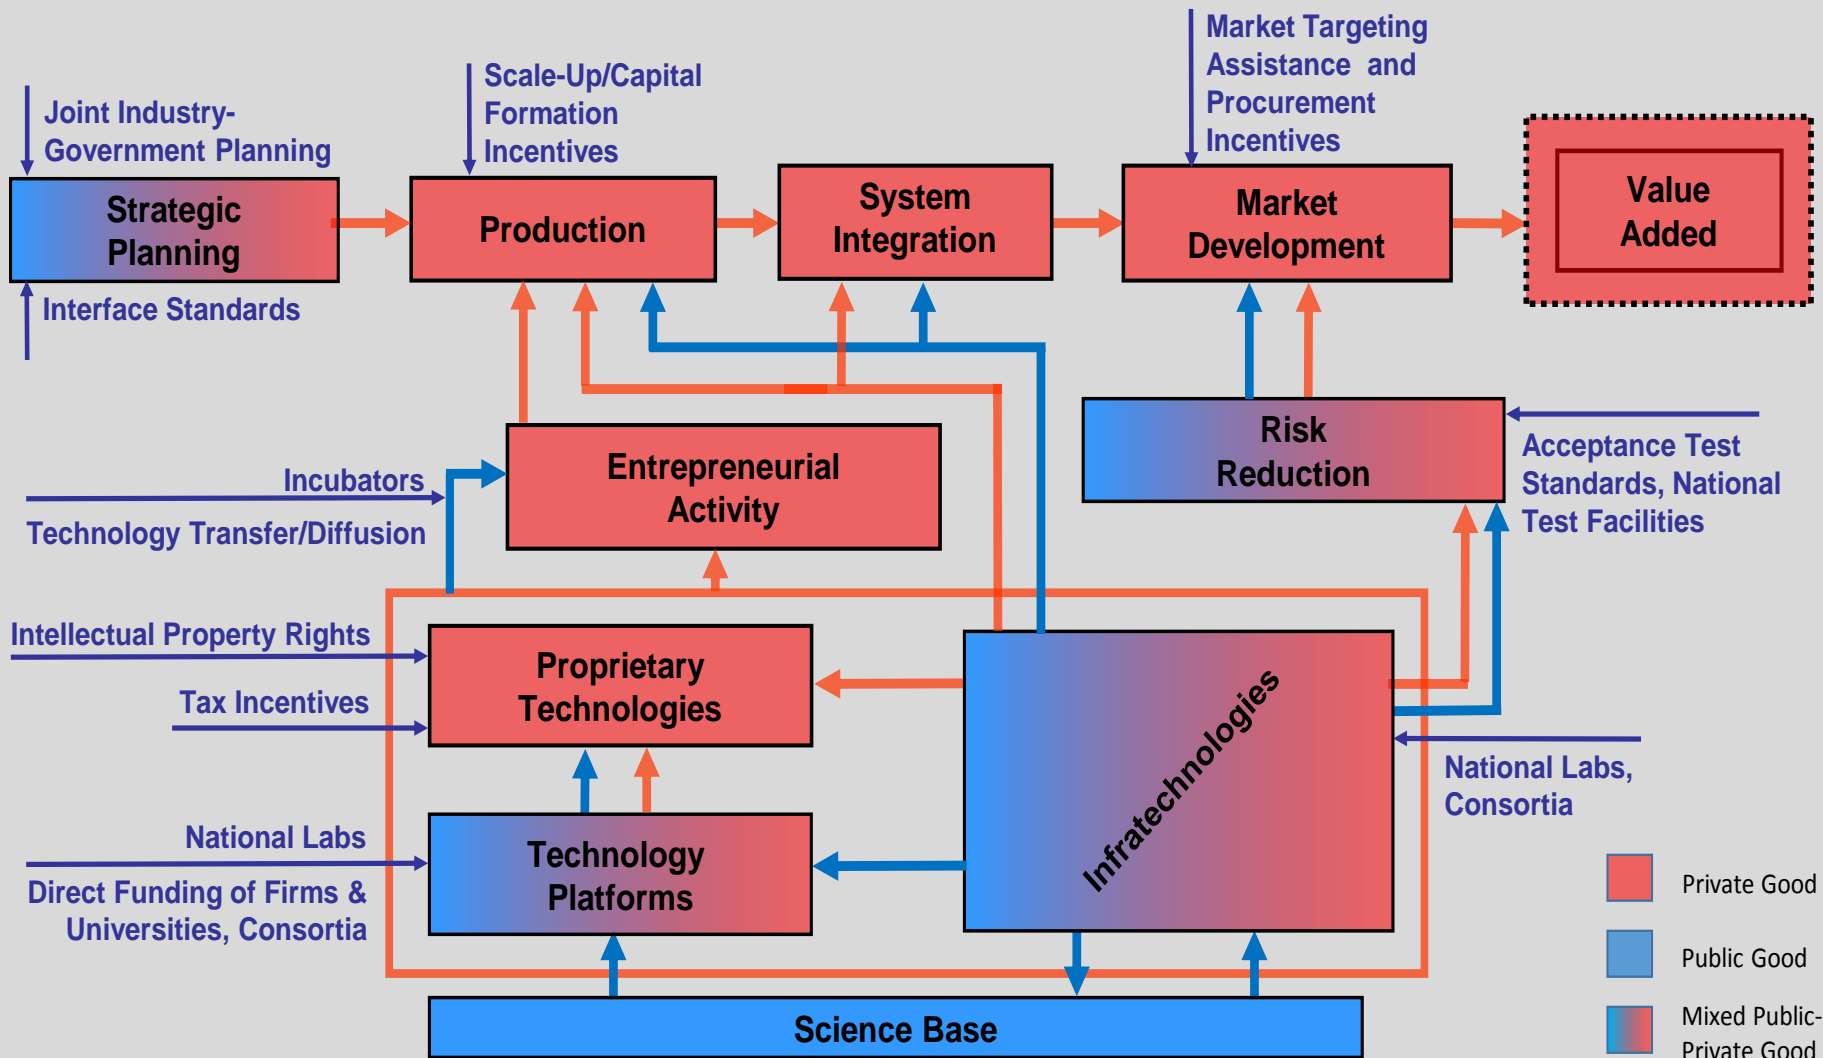 Market Targeting
Assistance and
Procurement
Incentives
Scale-Up/Capital
Formation
Incentives
Joint Industry-
Government Planning
Strategic
Planning
Production
System
Integration
Market
Development
Value
Added
Interface Standards
Risk
Reduction
Acceptance Test
Standards, National
Test Facilities
Entrepreneurial
Activity
Incubators
Technology Transfer/Diffusion
Intellectual Property Rights
Tax Incentives
Proprietary
Technologies
Infratechnologies
National Labs,
Consortia
National Labs
Direct Funding of Firms &
Universities, Consortia
Technology
Platforms
Science Base
Private Good
Public Good
Mixed Public-
Private Good